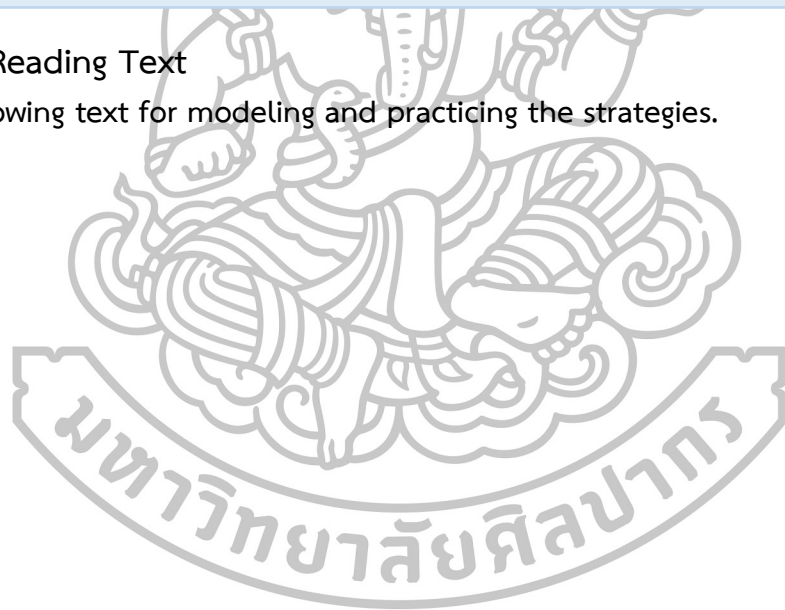 Reading Text
owing text for modeling and practicing the strategies.
มหาวิทยาลัยศิลปากร